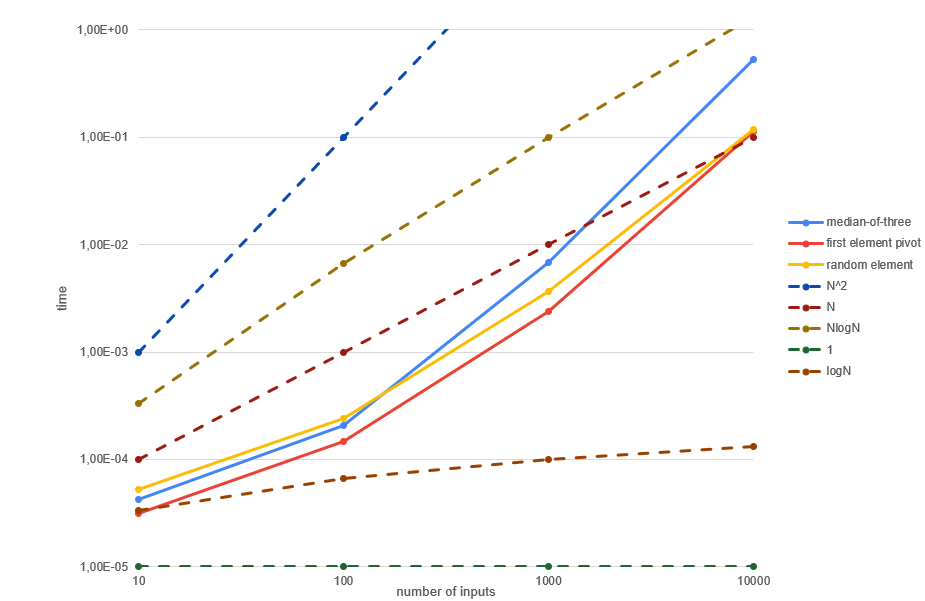 1,00E+00
1,00E-01
1,00E-02
1,00E-03
1,00E-04
1,00E-05
time
10 100 1000 10000
number of inputs
median-of-three
first element pivot
random element
N^2
N
NlogN
1
logN